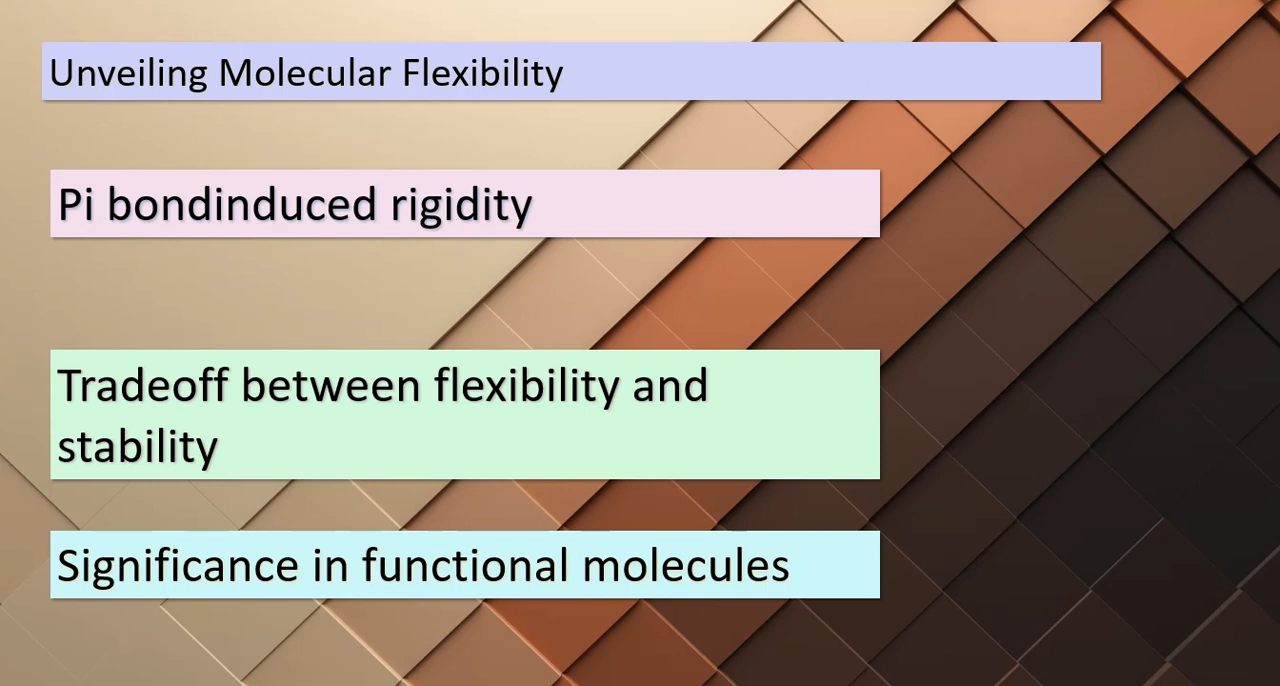 Unveiling Molecular Flexibility
Pi bondinduced rigidity
Tradeoff between flexibility and
stability
Significance in functional molecules